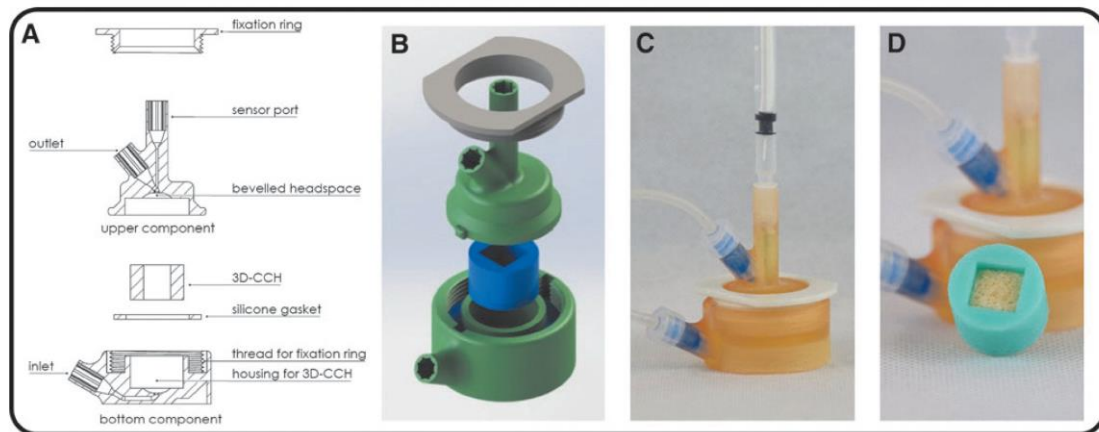 A
fixation ring
sensor port
outlet
bevelled headspace
upper component
3D-CCH
silicone gasket
thread for fixation ring
inlet
housing for 3D-CCH
bottom component
B
C
D